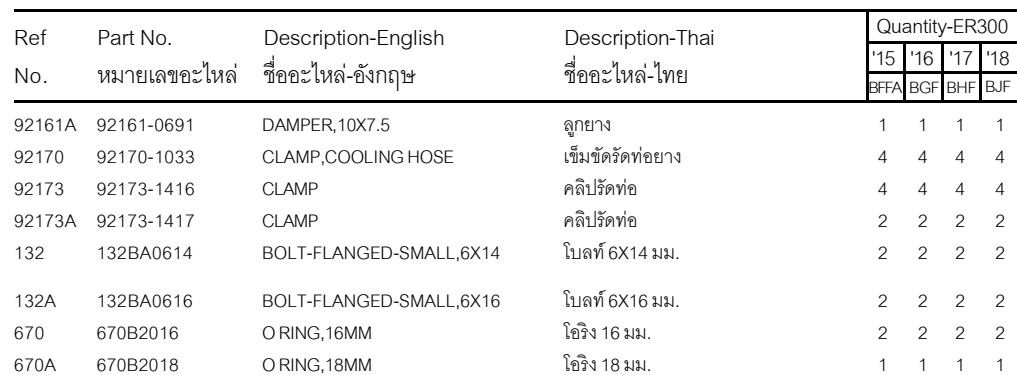 Ref Part No. Description-English Description-Thai Quantity-ER300
No. หมายเลขอะไหล่ ชื่ออะไหล่-อังกฤษ ชื่ออะไหล่-ไทย '15 '16 '17 '18
BFFA BGF BHF BJF
92161A 92161-0691 DAMPER,10X7.5 ลูกยาง 1 1 1 1
92170 92170-1033 CLAMP,COOLING HOSE เข็มขัดรัดท่อยาง 4 4 4 4
92173 92173-1416 CLAMP คลิปรัดท่อ 4 4 4 4
92173A 92173-1417 CLAMP คลิปรัดท่อ 2 2 2 2
132 132BA0614 BOLT-FLANGED-SMALL,6X14 โบลท์ 6X14 มม. 2 2 2 2
132A 132BA0616 BOLT-FLANGED-SMALL,6X16 โบลท์ 6X16 มม. 2 2 2 2
670 670B2016 O RING,16MM โอริง 16 มม. 2 2 2 2
670A 670B2018 O RING,18MM โอริง 18 มม. 1 1 1 1